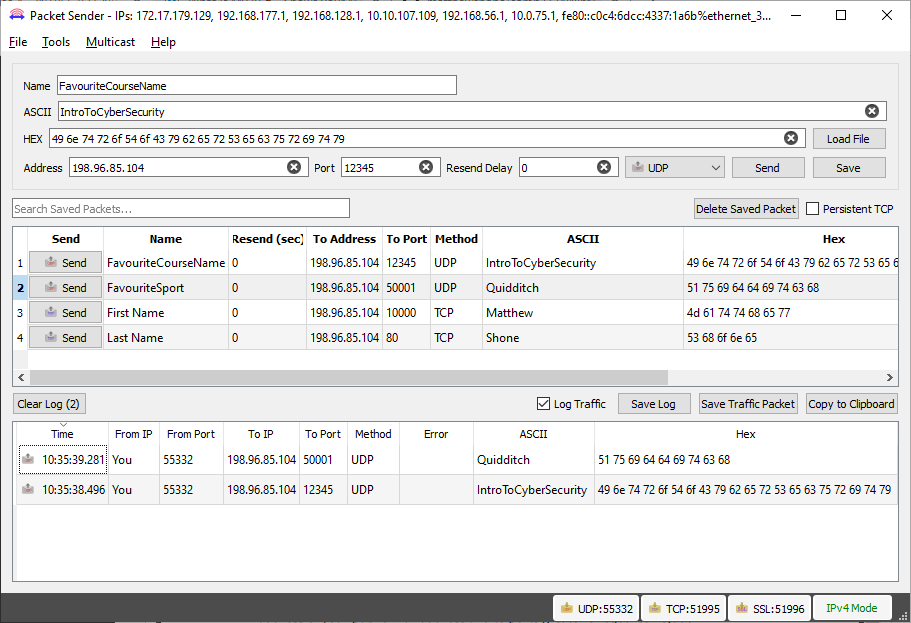 Packet Sender - IPs: 172.17.179.129, 192.168.177.1, 192.168.128.1, 10.10.107.109, 192.168.56.1, 10.0.75.1, fe80::c0c4:6dcc:4337:1a6b%ethernet_3...
File Tools Multicast Help
Name FavouriteCourseName
ASCII IntroToCyberSecurity
HEX 49 6e 74 72 6f 54 6f 43 79 62 65 72 53 65 63 75 72 69 74 79 Load File
Address 198.96.85.104 Port 12345 Resend Delay 0 UDP Send Save
Search Saved Packets... Delete Saved Packet Persistent TCP
Send Name Resend (sec) To Address To Port Method ASCII Hex
1 Send FavouriteCourseName 0 198.96.85.104 12345 UDP IntroToCyberSecurity 49 6e 74 72 6f 54 6f 43 79 62 65 72 53 65 6
2 Send FavouriteSport 0 198.96.85.104 50001 UDP Quidditch 51 75 69 64 64 69 74 63 68
3 Send First Name 0 198.96.85.104 10000 TCP Matthew 4d 61 74 74 68 65 77
4 Send Last Name 0 198.96.85.104 80 TCP Shone 53 68 6f 6e 65
Clear Log (2) Log Traffic Save Log Save Traffic Packet Copy to Clipboard
Time From IP From Port To IP To Port Method Error ASCII Hex
10:35:39.281 You 55332 198.96.85.104 50001 UDP Quidditch 51 75 69 64 64 69 74 63 68
10:35:38.496 You 55332 198.96.85.104 12345 UDP IntroToCyberSecurity 49 6e 74 72 6f 54 6f 43 79 62 65 72 53 65 63 75 72 69 74 79
UDP:55332 TCP:51995 SSL:51996 IPv4 Mode